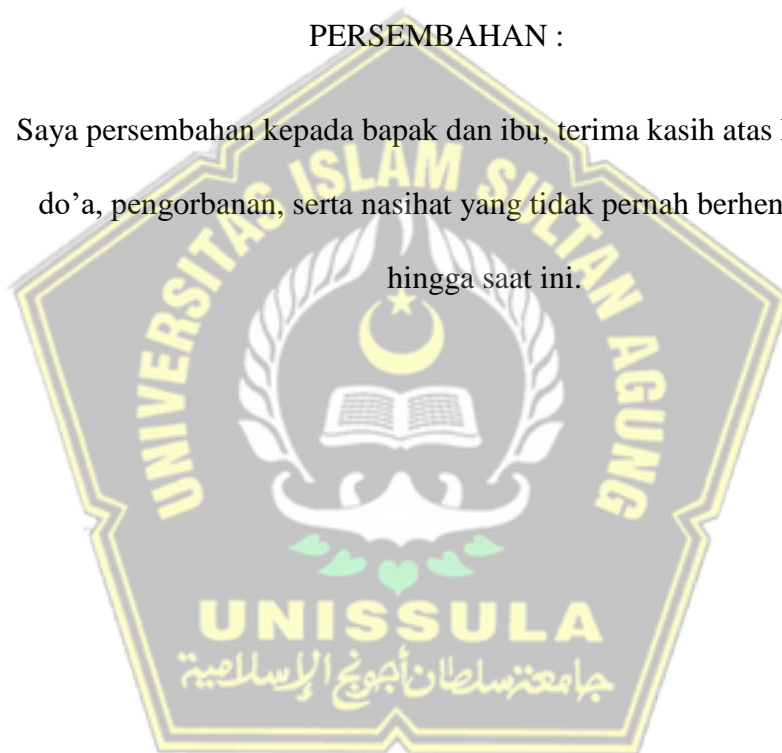 PERSEMBAHAN :
Saya persembahan kepada bapak dan ibu, terima kasih atas
do’a, pengorbanan, serta nasihat yang tidak pernah
hingga saat ini.
UNIVERSITAS ISLAM SULTAN AGUNG
UNISSULA
جامعة سلطان أجونج الإسلامية